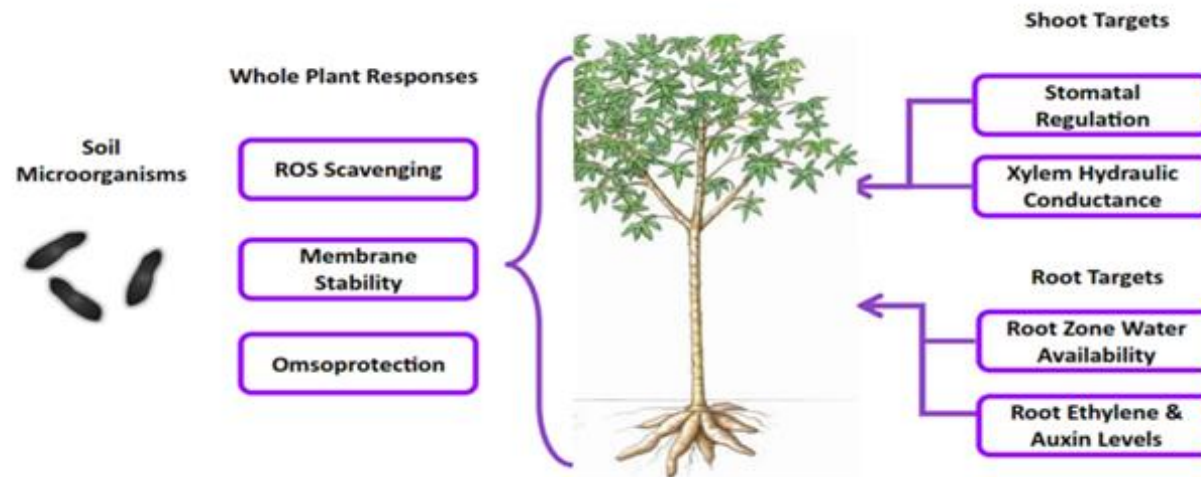 Soil
Microorganisms
Whole Plant Responses
ROS Scavenging
Membrane
Stability
Omsoprotection
Shoot Targets
Stomatal
Regulation
Xylem Hydraulic
Conductance
Root Targets
Root Zone Water
Availability
Root Ethylene &
Auxin Levels